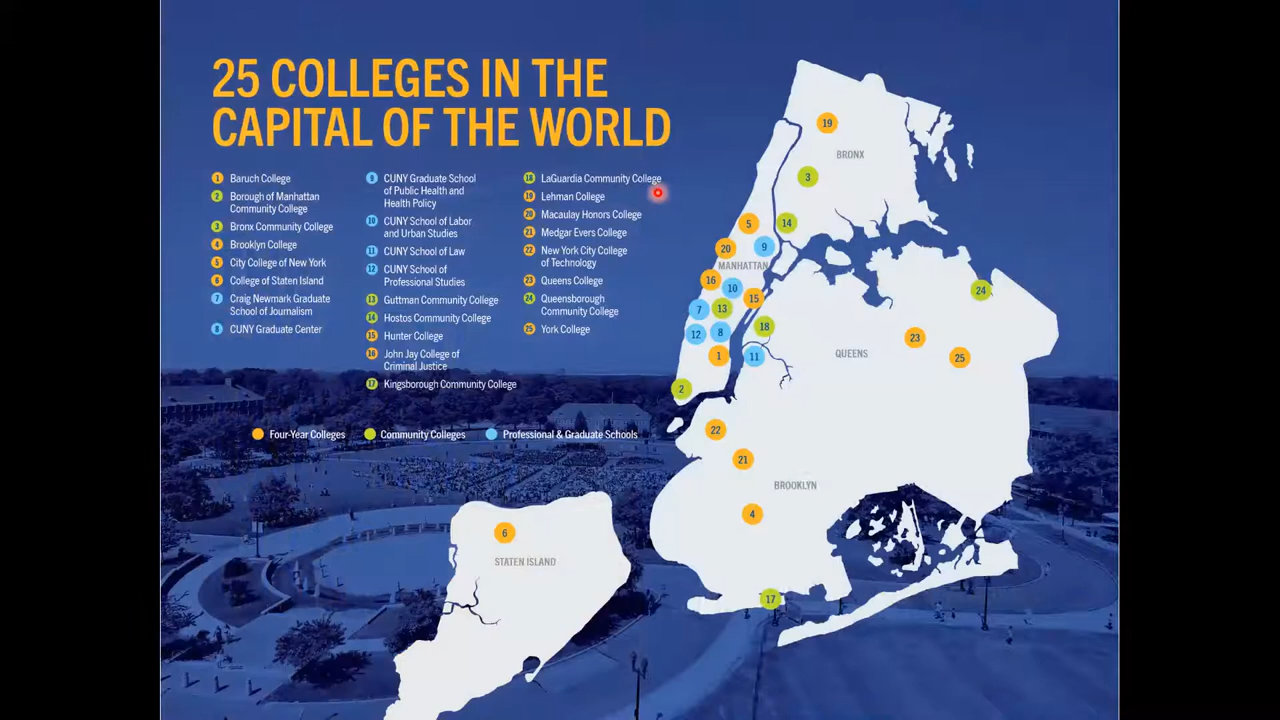 25 COLLEGES IN THE
CAPITAL OF THE WORLD
1 Baruch College
2 Borough of Manhattan
Community College
3 Bronx Community College
4 Brooklyn College
5 City College of New York
6 College of Staten Island
7 Craig Newmark Graduate
School of Journalism
8 CUNY Graduate Center
9 CUNY Graduate School
of Public Health and
Health Policy
10 CUNY School of Labor
and Urban Studies
11 CUNY School of Law
12 CUNY School of
Professional Studies
13 Guttman Community College
14 Hostos Community College
15 Hunter College
16 John Jay College of
Criminal Justice
17 Kingsborough Community College
18 LaGuardia Community College
19 Lehman College
20 Macaulay Honors College
21 Medgar Evers College
22 New York City College
of Technology
23 Queens College
24 Queensborough
Community College
25 York College
Four-Year Colleges
Community Colleges
Professional & Graduate Schools
19
BRONX
3
5
14
20
9
MANHATTAN
16
10
15
24
7
13
12
8
18
23
1
11
QUEENS
25
2
22
21
BROOKLYN
4
6
STATEN ISLAND
17